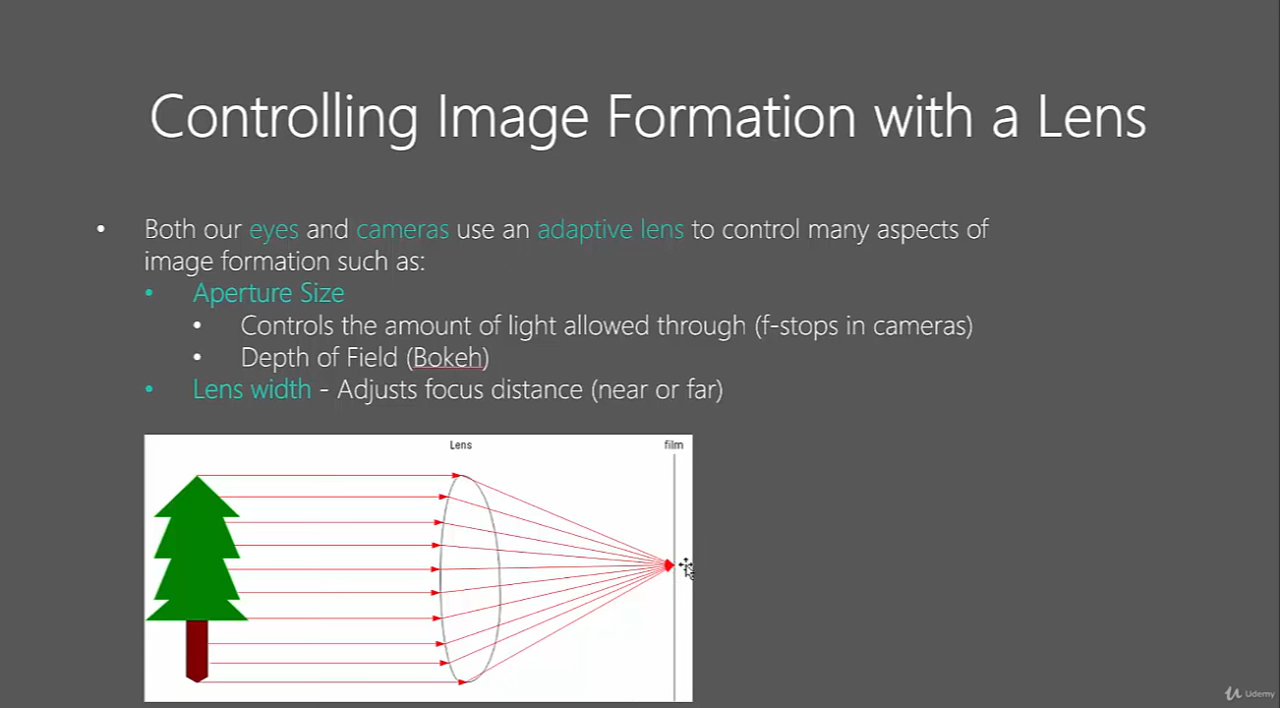 Controlling Image Formation with a Lens
• Both our eyes and cameras use an adaptive lens to control many aspects of
image formation such as:
• Aperture Size
• Controls the amount of light allowed through (f-stops in cameras)
• Depth of Field (Bokeh)
• Lens width - Adjusts focus distance (near or far)
Lens film
Udemy